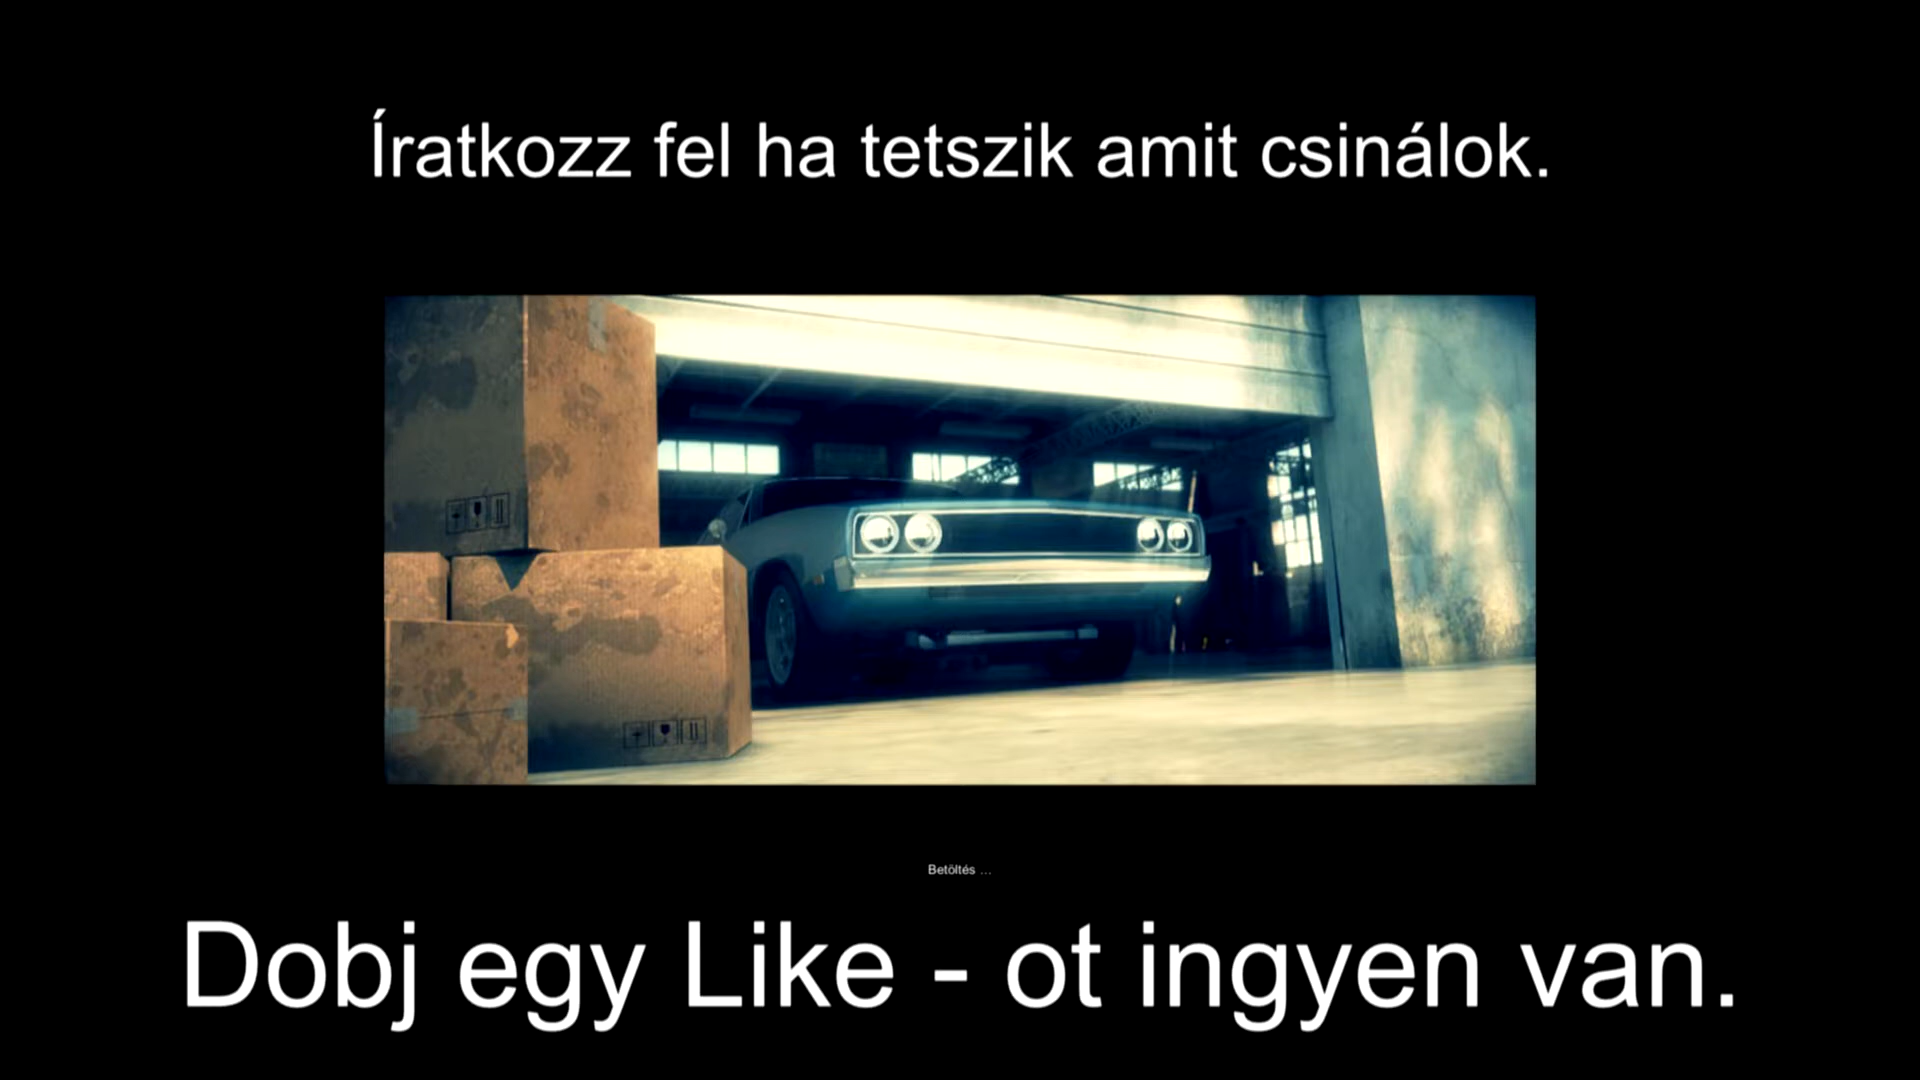 Íratkozz fel ha tetszik amit csinálok.
Betöltés ...
Dobj egy Like - ot ingyen van.